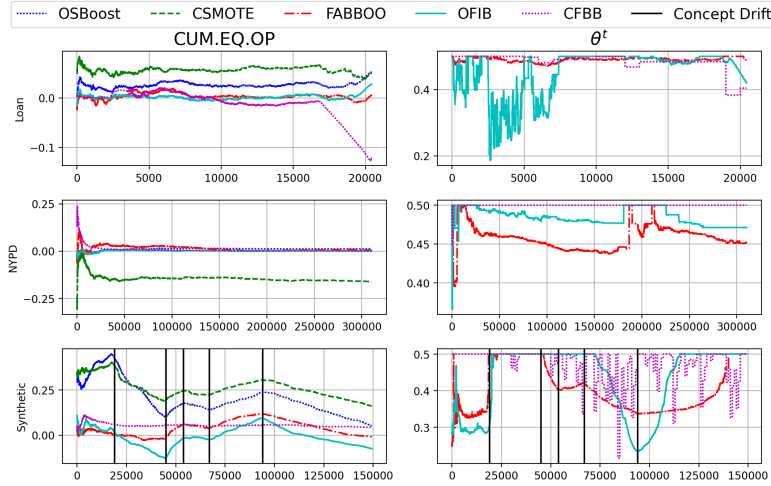 OSBoost CSMOTE FABBOO OFIB CFBB Concept Drift
CUM.EQ.OP
θ^t
Loan
0.0
−0.1
0 5000 10000 15000 20000
0.4
0.2
0 5000 10000 15000 20000
NYPD
0.25
0.00
−0.25
0 50000 100000 150000 200000 250000 300000
0.50
0.45
0.40
0 50000 100000 150000 200000 250000 300000
Synthetic
0.25
0.00
0 25000 50000 75000 100000 125000 150000
0.5
0.4
0.3
0 25000 50000 75000 100000 125000 150000